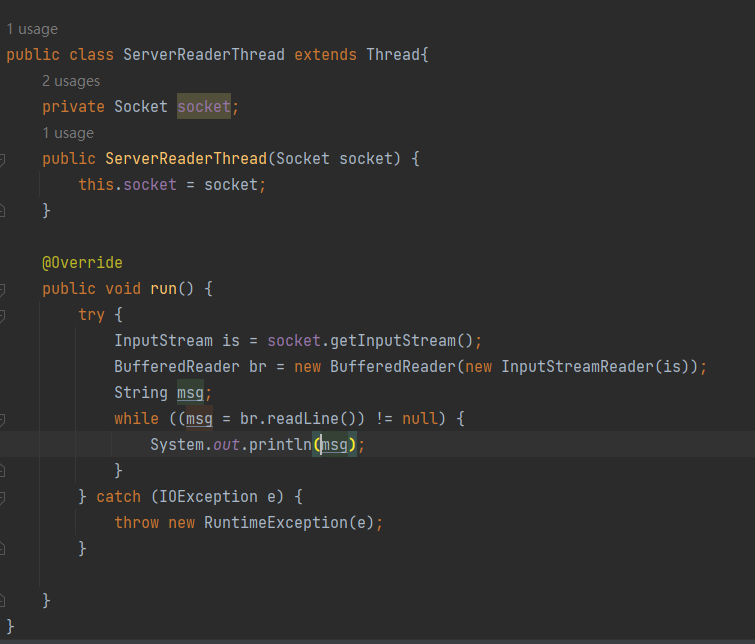 1 usage
public class ServerReaderThread extends Thread{
2 usages
private Socket socket;
1 usage
public ServerReaderThread(Socket socket) {
this.socket = socket;
}
@Override
public void run() {
try {
InputStream is = socket.getInputStream();
BufferedReader br = new BufferedReader(new InputStreamReader(is));
String msg;
while ((msg = br.readLine()) != null) {
System.out.println(msg);
}
} catch (IOException e) {
throw new RuntimeException(e);
}
}
}